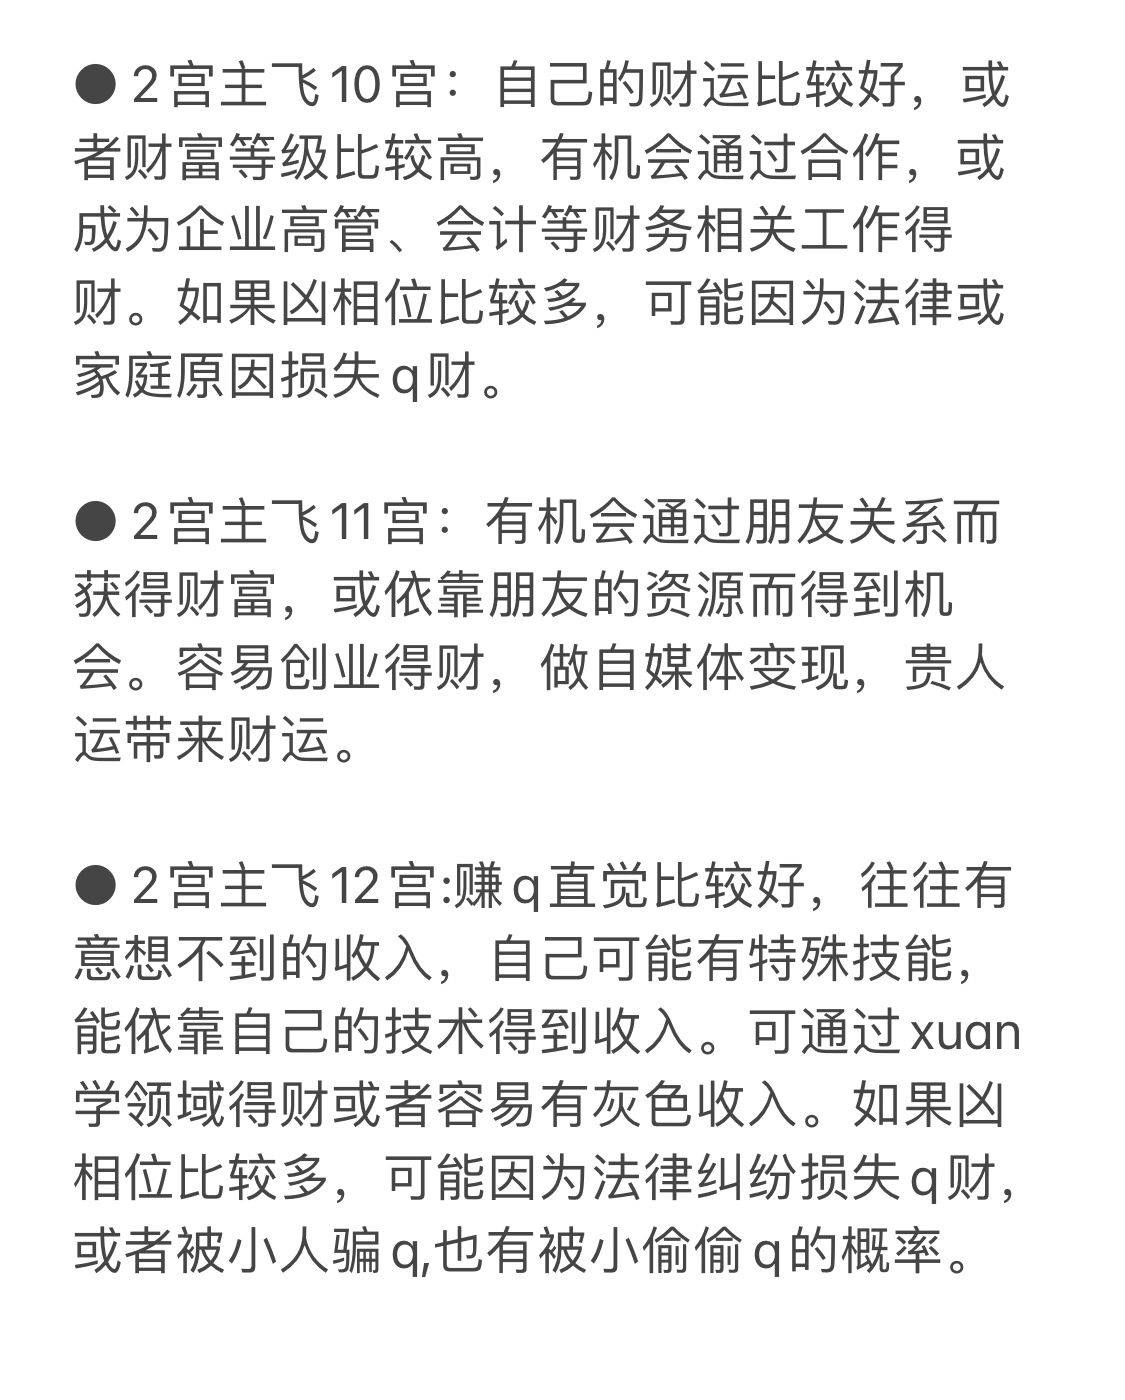 ● 2宫主飞10宫：自己的财运比较好，或
者财富等级比较高，有机会通过合作，或
成为企业高管、会计等财务相关工作得
财。如果凶相位比较多，可能因为法律或
家庭原因损失q财。
● 2宫主飞11宫：有机会通过朋友关系而
获得财富，或依靠朋友的资源而得到机
会。容易创业得财，做自媒体变现，贵人
运带来财运。
● 2宫主飞12宫:赚q直觉比较好，往往有
意想不到的收入，自己可能有特殊技能，
能依靠自己的技术得到收入。可通过xuan
学领域得财或者容易有灰色收入。如果凶
相位比较多，可能因为法律纠纷损失q财，
或者被小人骗q,也有被小偷偷q的概率。